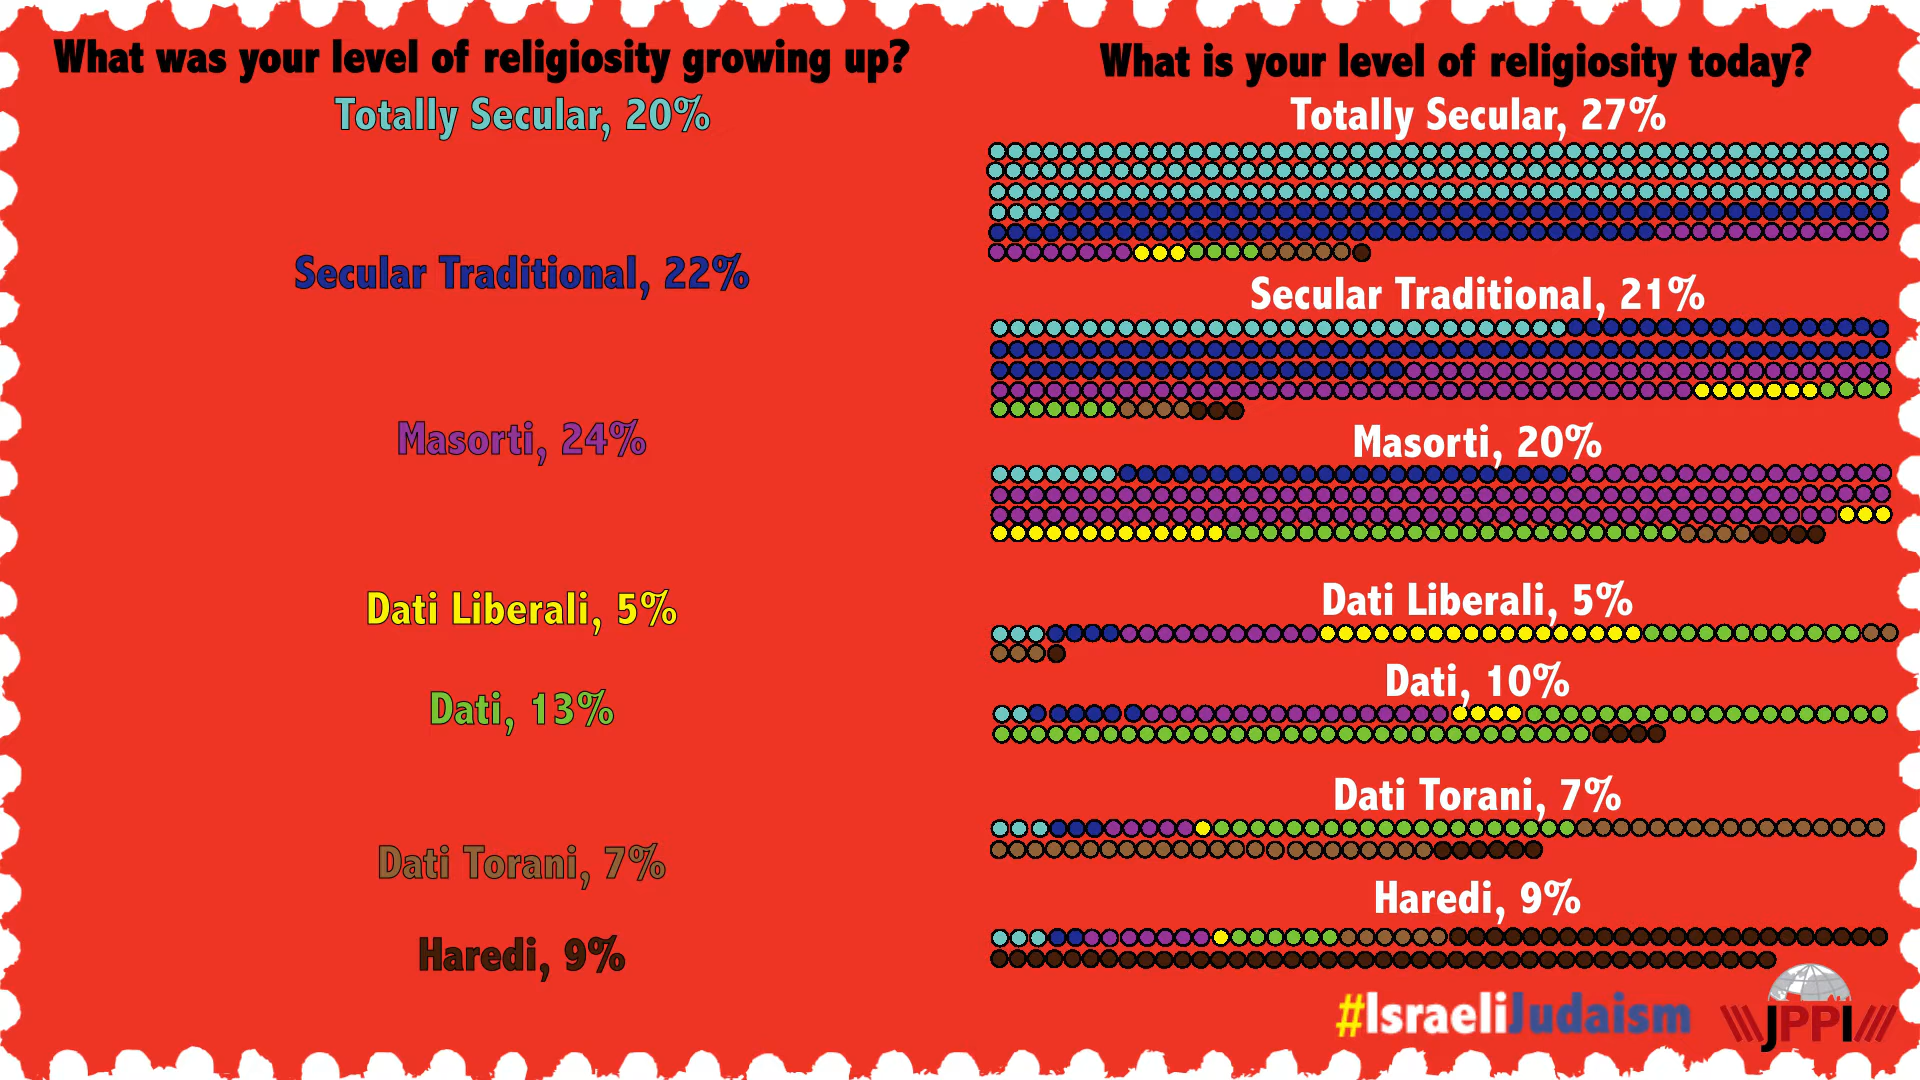 What was your level of religiosity growing up?
Totally Secular, 20%
Secular Traditional, 22%
Masorti, 24%
Dati Liberali, 5%
Dati, 13%
Dati Torani, 7%
Haredi, 9%
What is your level of religiosity today?
Totally Secular, 27%
Secular Traditional, 21%
Masorti, 20%
Dati Liberali, 5%
Dati, 10%
Dati Torani, 7%
Haredi, 9%
#IsraeliJudaism
JPPI